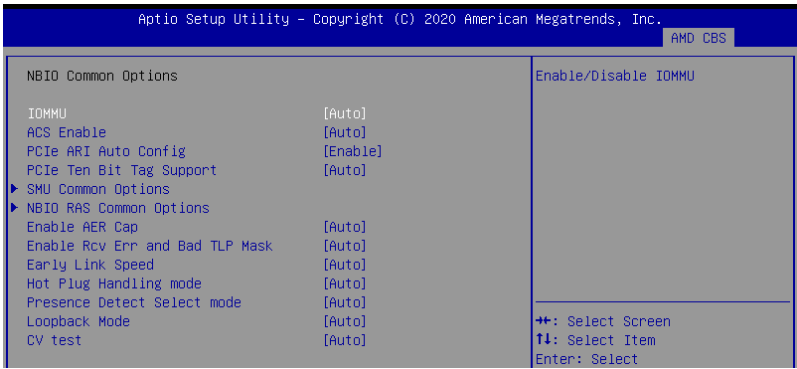 Aptio Setup Utility – Copyright (C) 2020 American Megatrends, Inc.
AMD CBS
NBIO Common Options
Enable/Disable IOMMU
IOMMU [Auto]
ACS Enable [Auto]
PCIe ARI Auto Config [Enable]
PCIe Ten Bit Tag Support [Auto]
SMU Common Options
NBIO RAS Common Options
Enable AER Cap [Auto]
Enable Rcv Err and Bad TLP Mask [Auto]
Early Link Speed [Auto]
Hot Plug Handling mode [Auto]
Presence Detect Select mode [Auto]
Loopback Mode [Auto]
CV test [Auto]
→←: Select Screen
↑↓: Select Item
Enter: Select